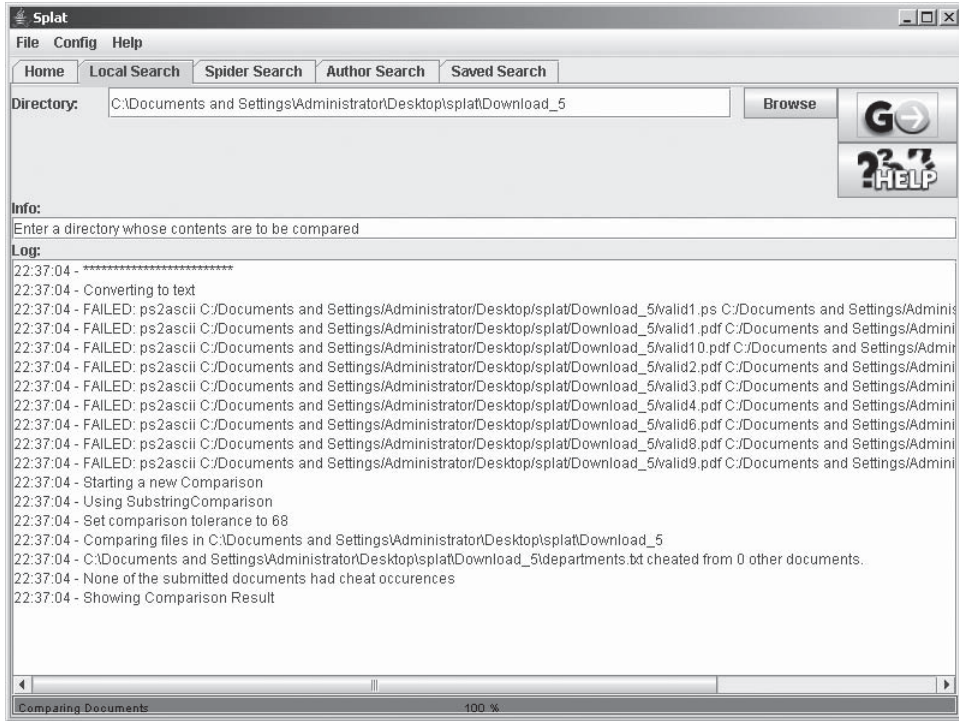 Splat
File Config Help
Home Local Search Spider Search Author Search Saved Search
Directory: C:\Documents and Settings\Administrator\Desktop\splat\Download_5 Browse
GO
???
HELP
Info:
Enter a directory whose contents are to be compared
Log:
22:37:04 - *************************
22:37:04 - Converting to text
22:37:04 - FAILED: ps2ascii C:/Documents and Settings/Administrator/Desktop/splat/Download_5/valid1.ps C:/Documents and Settings/Adminis
22:37:04 - FAILED: ps2ascii C:/Documents and Settings/Administrator/Desktop/splat/Download_5/valid1.pdf C:/Documents and Settings/Admini
22:37:04 - FAILED: ps2ascii C:/Documents and Settings/Administrator/Desktop/splat/Download_5/valid10.pdf C:/Documents and Settings/Admin
22:37:04 - FAILED: ps2ascii C:/Documents and Settings/Administrator/Desktop/splat/Download_5/valid2.pdf C:/Documents and Settings/Admini
22:37:04 - FAILED: ps2ascii C:/Documents and Settings/Administrator/Desktop/splat/Download_5/valid3.pdf C:/Documents and Settings/Admini
22:37:04 - FAILED: ps2ascii C:/Documents and Settings/Administrator/Desktop/splat/Download_5/valid4.pdf C:/Documents and Settings/Admini
22:37:04 - FAILED: ps2ascii C:/Documents and Settings/Administrator/Desktop/splat/Download_5/valid6.pdf C:/Documents and Settings/Admini
22:37:04 - FAILED: ps2ascii C:/Documents and Settings/Administrator/Desktop/splat/Download_5/valid8.pdf C:/Documents and Settings/Admini
22:37:04 - FAILED: ps2ascii C:/Documents and Settings/Administrator/Desktop/splat/Download_5/valid9.pdf C:/Documents and Settings/Admini
22:37:04 - Starting a new Comparison
22:37:04 - Using SubstringComparison
22:37:04 - Set comparison tolerance to 68
22:37:04 - Comparing files in C:\Documents and Settings\Administrator\Desktop\splat\Download_5
22:37:04 - C:\Documents and Settings\Administrator\Desktop\splat\Download_5\departments.txt cheated from 0 other documents.
22:37:04 - None of the submitted documents had cheat occurences
22:37:04 - Showing Comparison Result
Comparing Documents 100 %